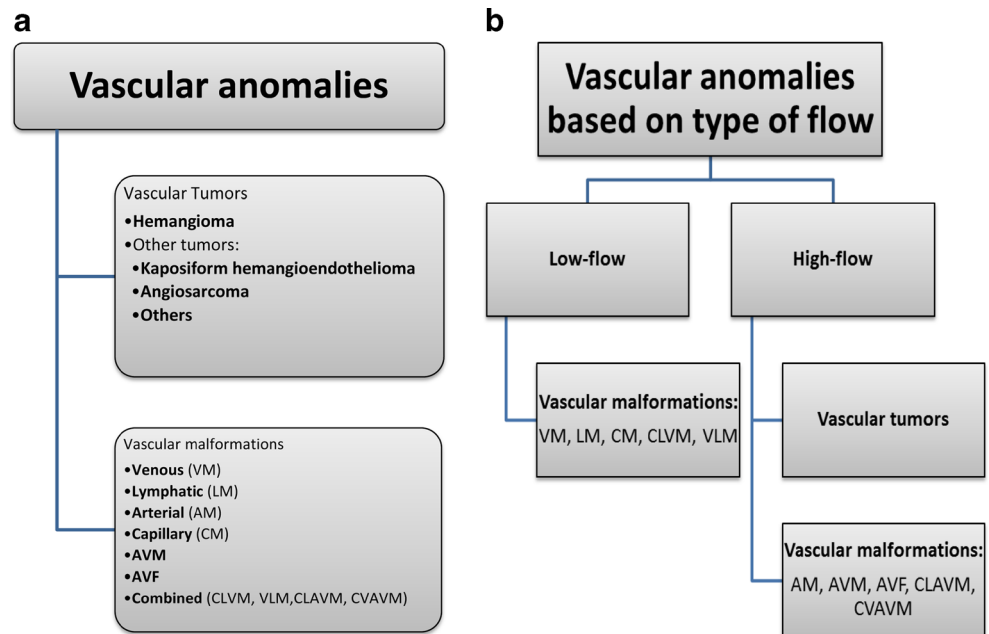 a
Vascular anomalies
Vascular Tumors
•Hemangioma
•Other tumors:
•Kaposiform hemangioendothelioma
•Angiosarcoma
•Others
Vascular malformations
•Venous (VM)
•Lymphatic (LM)
•Arterial (AM)
•Capillary (CM)
•AVM
•AVF
•Combined (CLVM, VLM,CLAVM, CVAVM)
b
Vascular anomalies
based on type of flow
Low-flow
High-flow
Vascular malformations:
VM, LM, CM, CLVM, VLM
Vascular tumors
Vascular malformations:
AM, AVM, AVF, CLAVM,
CVAVM